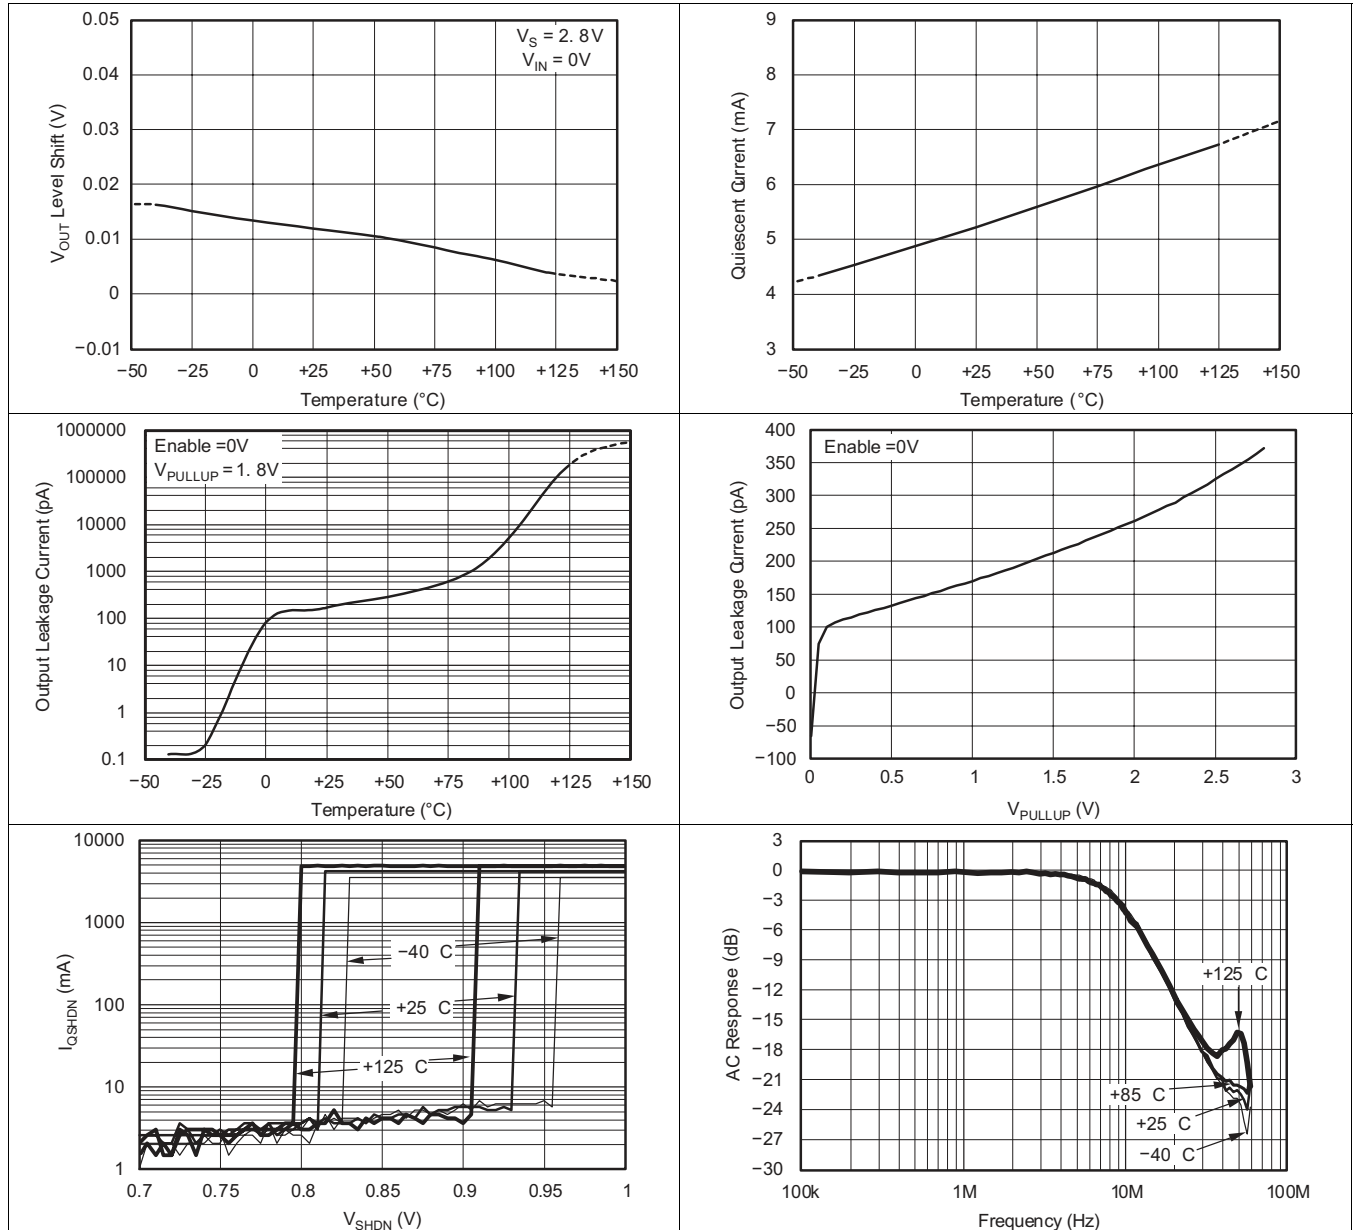 0.05
0.04
0.03
0.02
0.01
0
−0.01
V_OUT Level Shift (V)
V_S = 2. 8V
V_IN = 0V
−50 −25 0 +25 +50 +75 +100 +125 +150
Temperature (°C)
9
8
7
6
5
4
3
Quiescent Current (mA)
−50 −25 0 +25 +50 +75 +100 +125 +150
Temperature (°C)
1000000
100000
10000
1000
100
10
1
0.1
Output Leakage Current (pA)
Enable =0V
V_PULLUP = 1. 8V
−50 −25 0 +25 +50 +75 +100 +125 +150
Temperature (°C)
400
350
300
250
200
150
100
50
0
−50
−100
Output Leakage Current (pA)
Enable =0V
0 0.5 1 1.5 2 2.5 3
V_PULLUP (V)
10000
1000
100
10
1
I_QSHDN (mA)
−40 C
+25 C
+125 C
0.7 0.75 0.8 0.85 0.9 0.95 1
V_SHDN (V)
3
0
−3
−6
−9
−12
−15
−18
−21
−24
−27
−30
AC Response (dB)
+125 C
+85 C
+25 C
−40 C
100k 1M 10M 100M
Frequency (Hz)